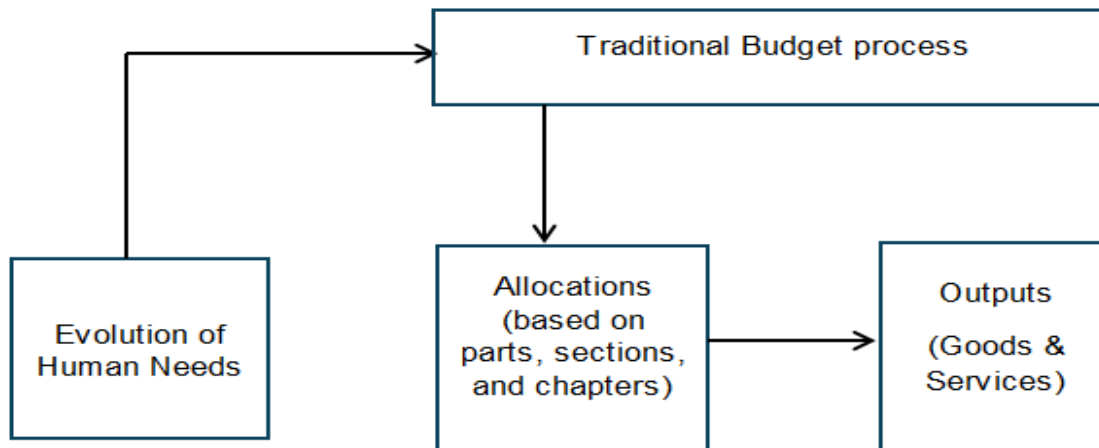 Traditional Budget process
Evolution of
Human Needs
Allocations
(based on
parts, sections,
and chapters)
Outputs
(Goods &
Services)